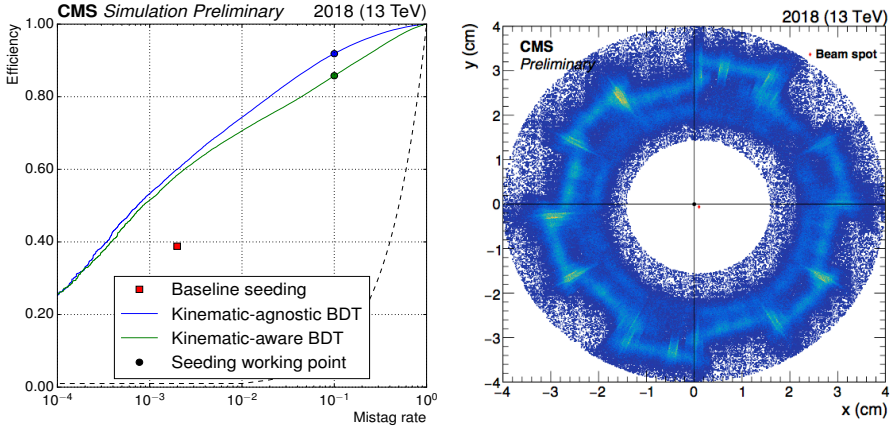 CMS Simulation Preliminary 2018 (13 TeV)
Efficiency
1.00
0.80
0.60
0.40
0.20
0.00
Baseline seeding
Kinematic-agnostic BDT
Kinematic-aware BDT
Seeding working point
10⁻⁴ 10⁻³ 10⁻² 10⁻¹ 10⁰
Mistag rate
2018 (13 TeV)
y (cm)
CMS
Preliminary
Beam spot
4
3
2
1
0
−1
−2
−3
−4
−4 −3 −2 −1 0 1 2 3 4
x (cm)